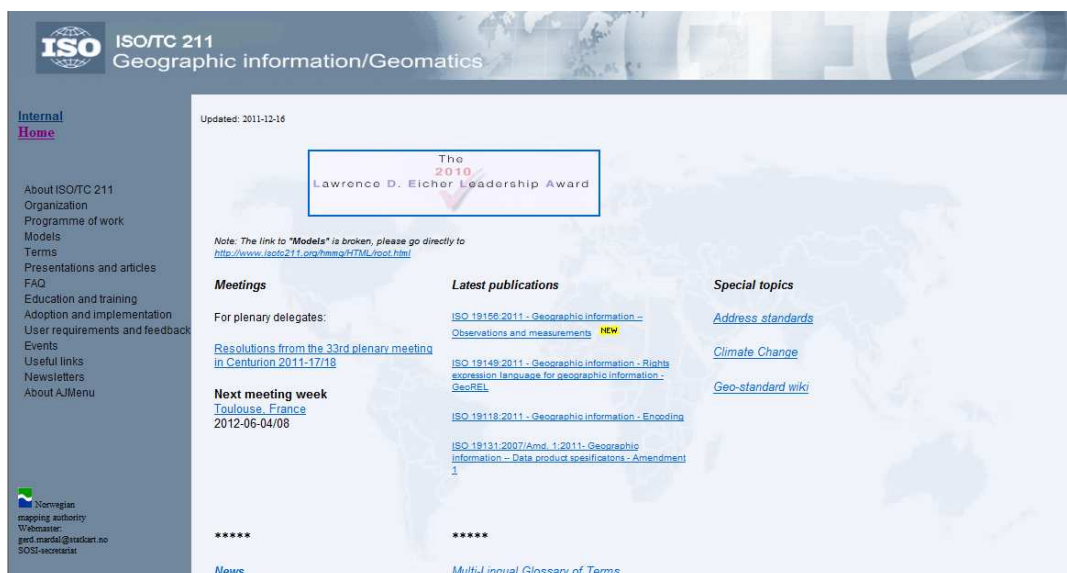 ISO
ISO/TC 211
Geographic information/Geomatics
Internal
Home
About ISO/TC 211
Organization
Programme of work
Models
Terms
Presentations and articles
FAQ
Education and training
Adoption and implementation
User requirements and feedback
Events
Useful links
Newsletters
About AJMenu
Norwegian
mapping authority
Webmaster:
gerd.mardal@statkart.no
SOSI-secretariat
Updated: 2011-12-16
The
2010
Lawrence D. Eicher Leadership Award
Note: The link to "Models" is broken, please go directly to
http://www.isotc211.org/hmmg/HTML/root.html
Meetings
For plenary delegates:
Resolutions frrom the 33rd plenary meeting
in Centurion 2011-17/18
Next meeting week
Toulouse, France
2012-06-04/08
*****
News
Latest publications
ISO 19156:2011 - Geographic information --
Observations and measurements NEW
ISO 19149:2011 - Geographic information - Rights
expression language for geographic information -
GeoREL
ISO 19118:2011 - Geographic information - Encoding
ISO 19131:2007/Amd. 1:2011- Geographic
information -- Data product spesificatons - Amendment
1
*****
Multi-Lingual Glossary of Terms
Special topics
Address standards
Climate Change
Geo-standard wiki